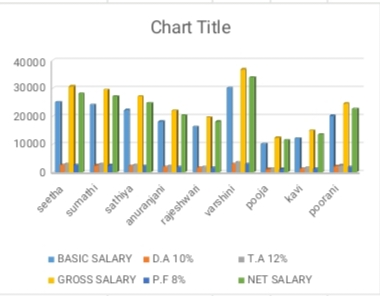 Chart Title
40000
30000
20000
10000
0
seetha
sumathi
sathiya
anuranjani
rajeshwari
varshini
pooja
kavi
poorani
BASIC SALARY D.A 10% T.A 12%
GROSS SALARY P.F 8% NET SALARY